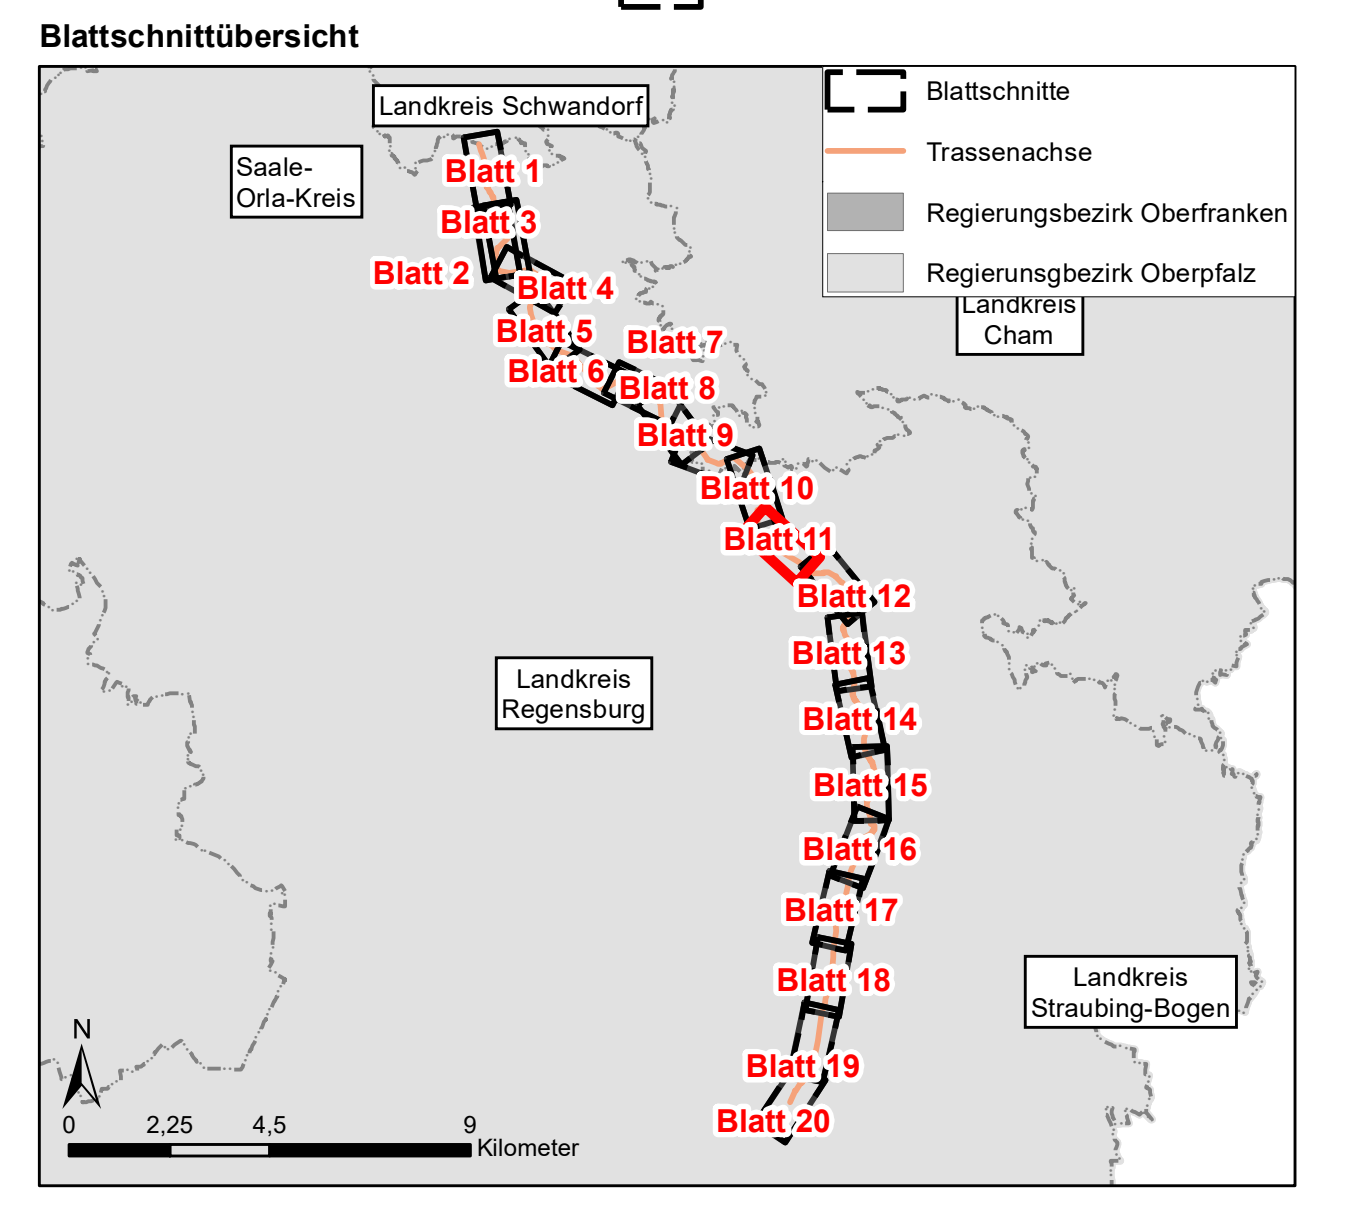 Blattschnittübersicht
Landkreis Schwandorf
Saale-
Orla-Kreis
Blattschnitte
Trassenachse
Regierungsbezirk Oberfranken
Regierunsgbezirk Oberpfalz
Landkreis
Cham
Blatt 1
Blatt 3
Blatt 2
Blatt 4
Blatt 5
Blatt 7
Blatt 6
Blatt 8
Blatt 9
Blatt 10
Blatt 11
Blatt 12
Blatt 13
Landkreis
Regensburg
Blatt 14
Blatt 15
Blatt 16
Blatt 17
Blatt 18
Landkreis
Straubing-Bogen
Blatt 19
Blatt 20
N
0 2,25 4,5 9
Kilometer